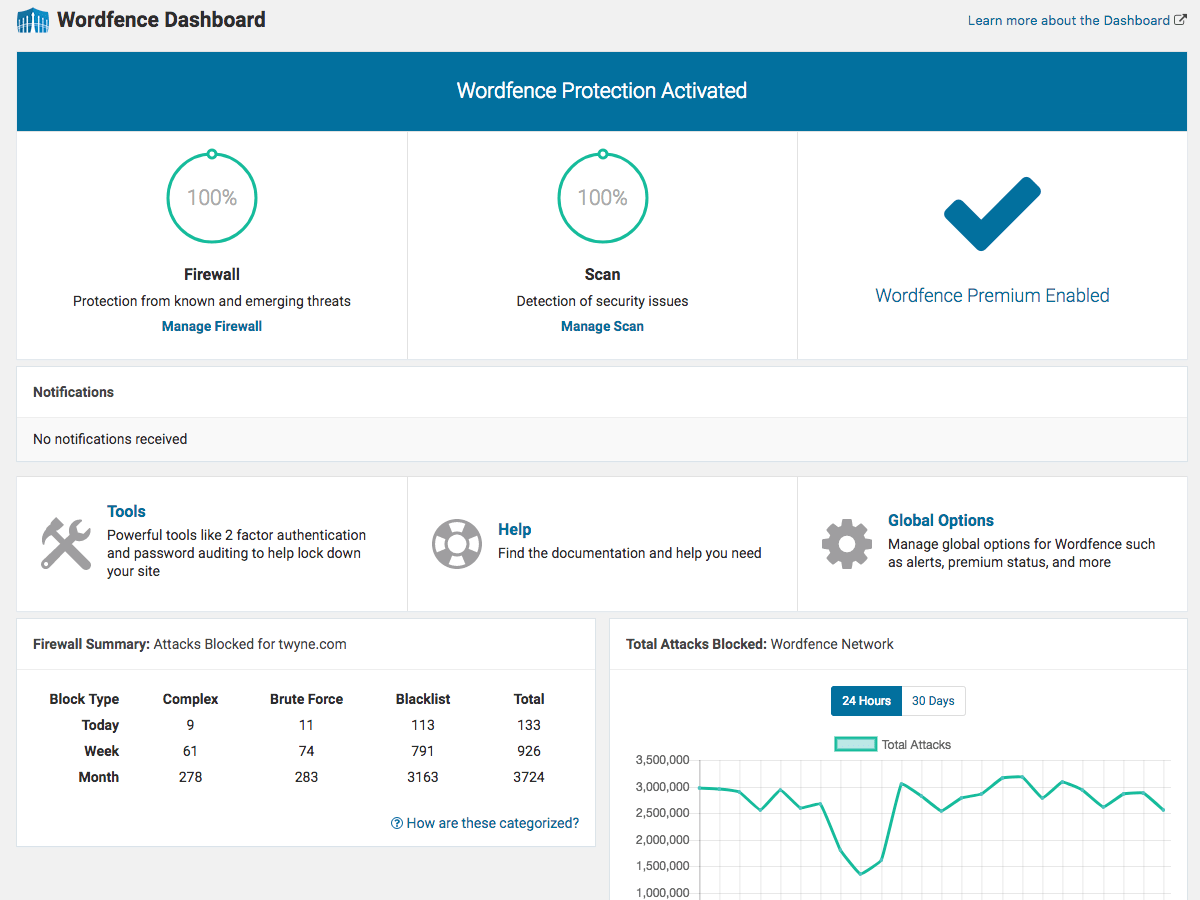 Wordfence Dashboard
Learn more about the Dashboard
Wordfence Protection Activated
100%
Firewall
Protection from known and emerging threats
Manage Firewall
100%
Scan
Detection of security issues
Manage Scan
Wordfence Premium Enabled
Notifications
No notifications received
Tools
Powerful tools like 2 factor authentication
and password auditing to help lock down
your site
Help
Find the documentation and help you need
Global Options
Manage global options for Wordfence such
as alerts, premium status, and more
Firewall Summary: Attacks Blocked for twyne.com
Block Type Complex Brute Force Blacklist Total
Today 9 11 113 133
Week 61 74 791 926
Month 278 283 3163 3724
How are these categorized?
Total Attacks Blocked: Wordfence Network
24 Hours 30 Days
Total Attacks
3,500,000
3,000,000
2,500,000
2,000,000
1,500,000
1,000,000